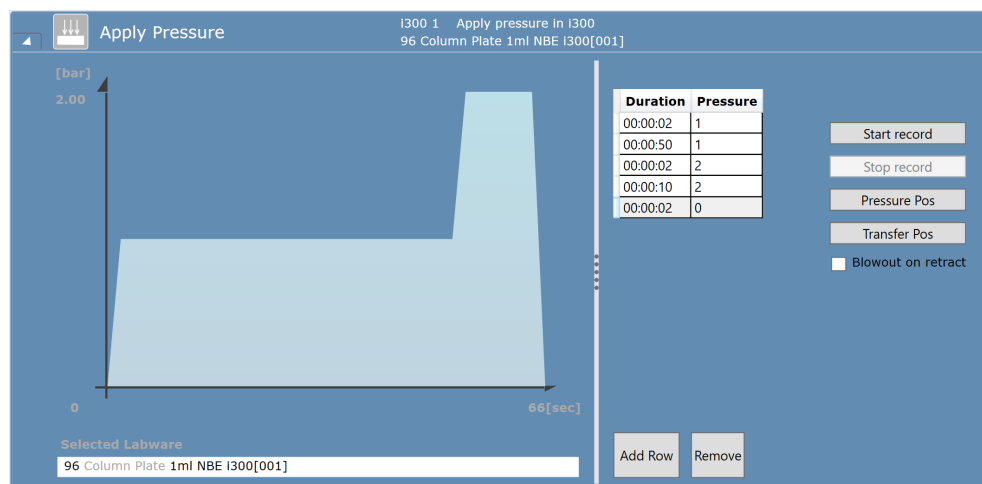 Apply Pressure
i300 1 Apply pressure in i300
96 Column Plate 1ml NBE i300[001]
[bar]
2.00
0
66[sec]
Selected Labware
96 Column Plate 1ml NBE i300[001]
Duration Pressure
00:00:02 1
00:00:50 1
00:00:02 2
00:00:10 2
00:00:02 0
Start record
Stop record
Pressure Pos
Transfer Pos
Blowout on retract
Add Row
Remove